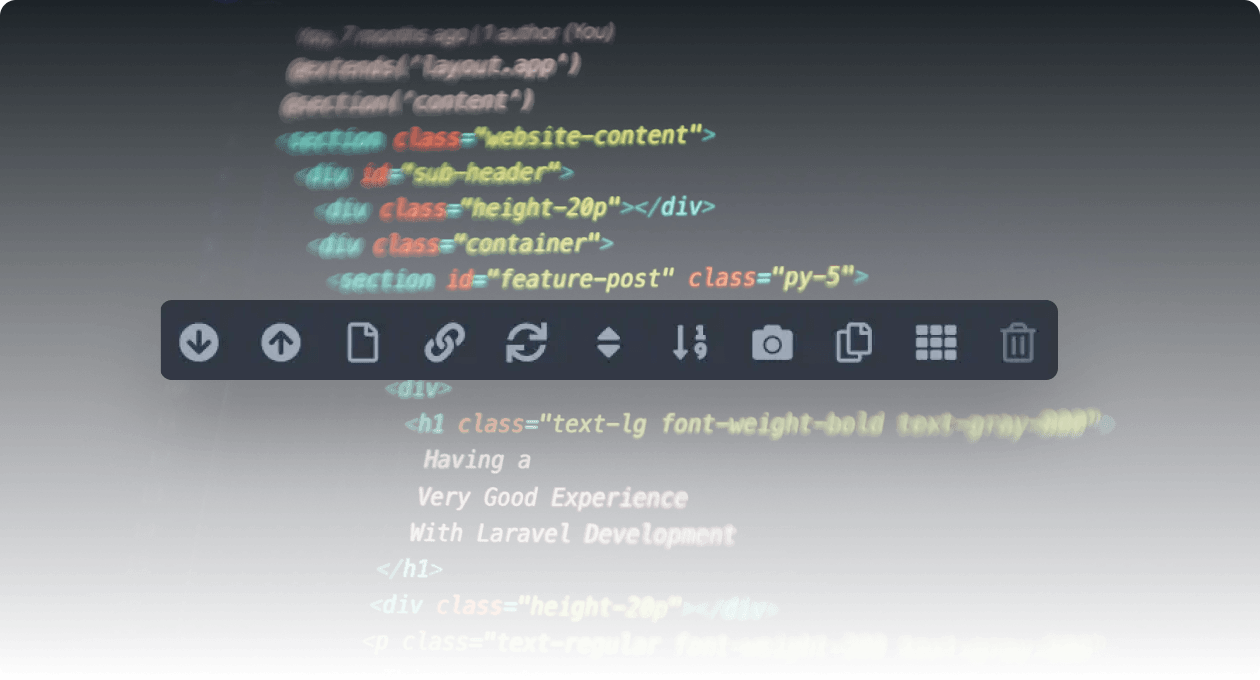 You, 7 months ago | 1 author (You)
@extends('layout.app')
@section('content')
<section class="website-content">
<div id="sub-header">
<div class="height-20p"></div>
<div class="container">
<section id="feature-post" class="py-5">
1
9
<div>
<h1 class="text-lg font-weight-bold text-gray-800">
Having a
Very Good Experience
With Laravel Development
</h1>
<div class="height-20p"></div>
<p class="text-regular